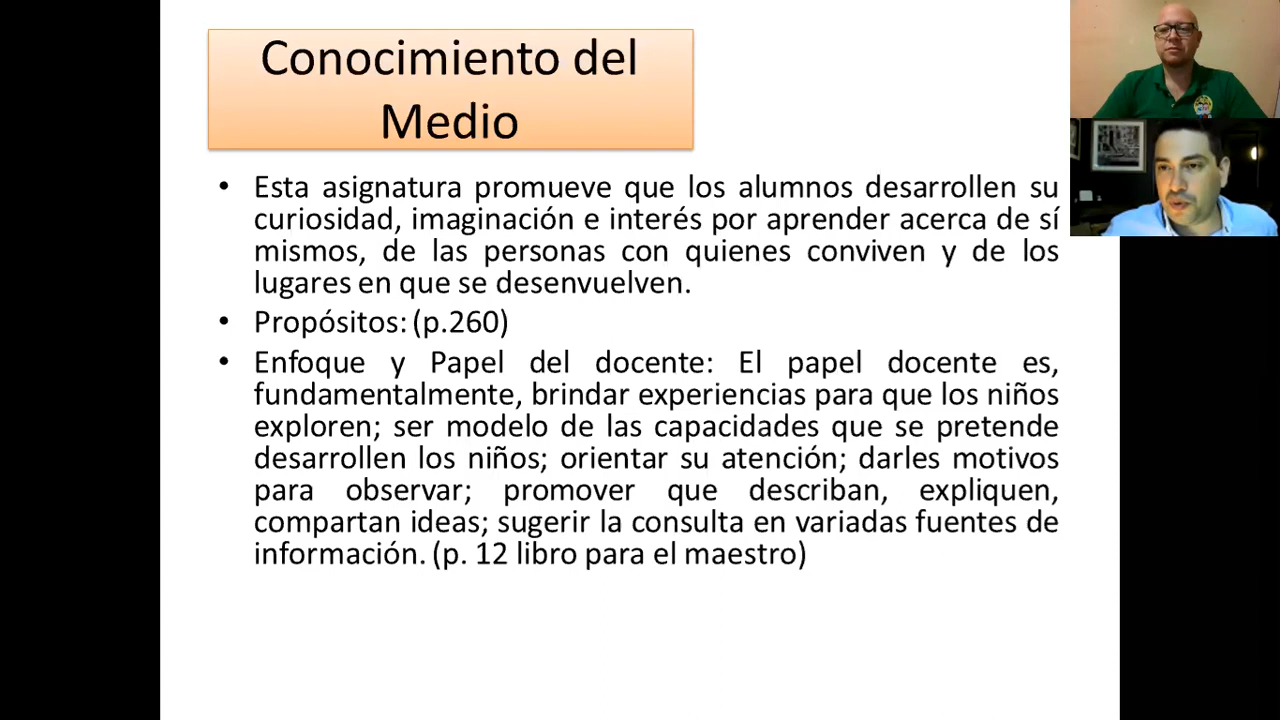 Conocimiento del
Medio
• Esta asignatura promueve que los alumnos desarrollen su
curiosidad, imaginación e interés por aprender acerca de sí
mismos, de las personas con quienes conviven y de los
lugares en que se desenvuelven.
• Propósitos: (p.260)
• Enfoque y Papel del docente: El papel docente es,
fundamentalmente, brindar experiencias para que los niños
exploren; ser modelo de las capacidades que se pretende
desarrollen los niños; orientar su atención; darles motivos
para observar; promover que describan, expliquen,
compartan ideas; sugerir la consulta en variadas fuentes de
información. (p. 12 libro para el maestro)